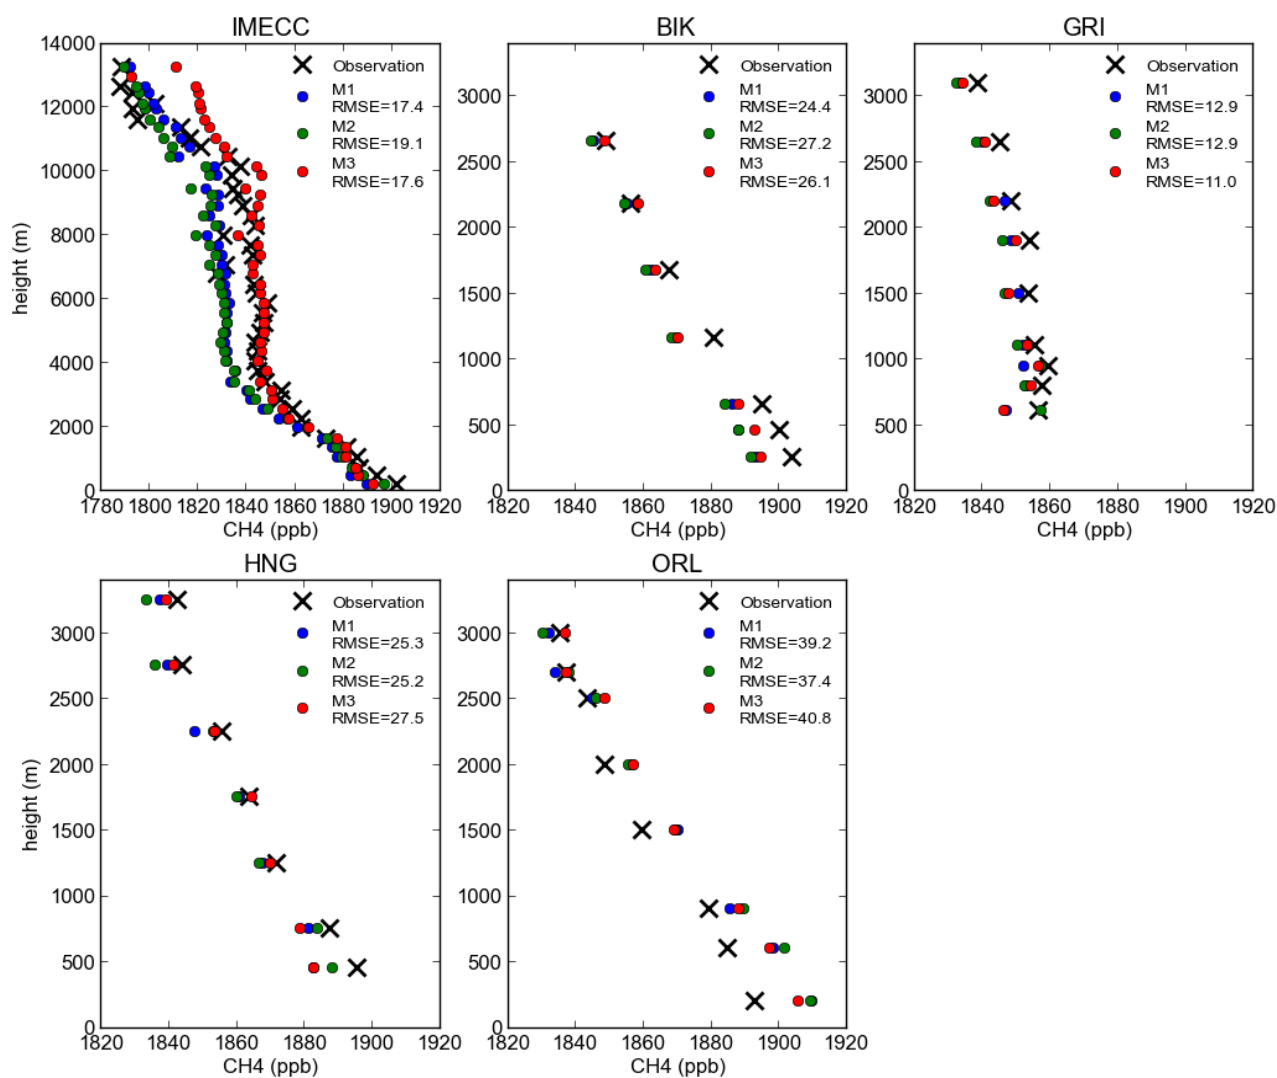 IMECC
14000
12000
10000
8000
6000
4000
2000
0
height (m)
1780 1800 1820 1840 1860 1880 1900 1920
CH4 (ppb)
Observation
M1
RMSE=17.4
M2
RMSE=19.1
M3
RMSE=17.6
BIK
3000
2500
2000
1500
1000
500
0
1820 1840 1860 1880 1900 1920
CH4 (ppb)
Observation
M1
RMSE=24.4
M2
RMSE=27.2
M3
RMSE=26.1
GRI
3000
2500
2000
1500
1000
500
0
1820 1840 1860 1880 1900 1920
CH4 (ppb)
Observation
M1
RMSE=12.9
M2
RMSE=12.9
M3
RMSE=11.0
HNG
3000
2500
2000
1500
1000
500
0
height (m)
1820 1840 1860 1880 1900 1920
CH4 (ppb)
Observation
M1
RMSE=25.3
M2
RMSE=25.2
M3
RMSE=27.5
ORL
3000
2500
2000
1500
1000
500
0
1820 1840 1860 1880 1900 1920
CH4 (ppb)
Observation
M1
RMSE=39.2
M2
RMSE=37.4
M3
RMSE=40.8